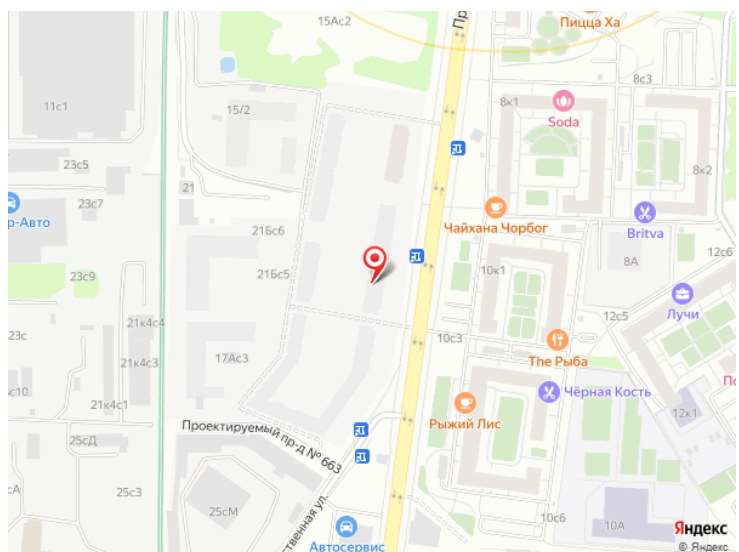 Пицца Ха
15Ас2
Пр
8с3
11с1
8к1
Soda
15/2
23с5
8к2
21
23с7
р-Авто
Чайхана Чорбог
Britva
21Бс6
12с6
8А
21Бс5
10к1
23с9
Лучи
12с5
21к4с4
23с
10с3
21к4с3
17Ас3
The Рыба
По
с10
21к4с1
Чёрная Кость
12к1
Рыжий Лис
Проектируемый пр-д № 663
25сД
сА
25с3
25сМ
ственная ул.
10с6
10А
Яндекс
Автосервис
© Яндекс